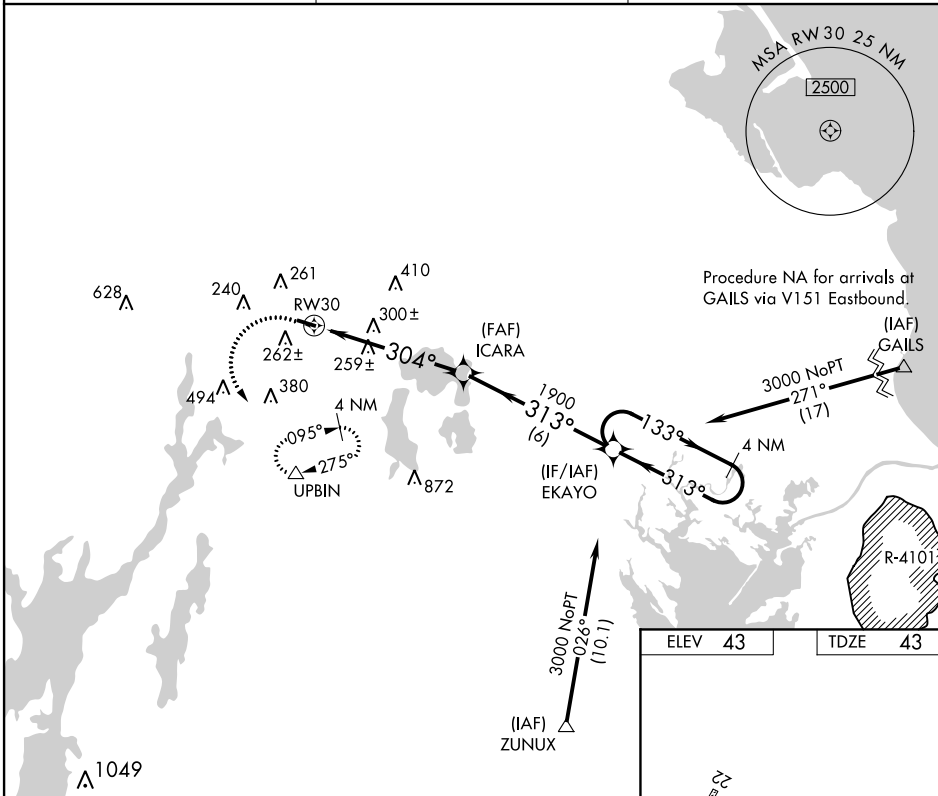 MSA RW30 25 NM
2500
Procedure NA for arrivals at
GAILS via V151 Eastbound.
(IAF)
GAILS
3000 NoPT
271°
(17)
628
240
261
410
RW30
300±
262±
259±
304°
(FAF)
ICARA
494
380
1900
313°
(6)
4 NM
095°
275°
UPBIN
872
133°
4 NM
313°
(IF/IAF)
EKAYO
R-4101
3000 NoPT
026°
(10.1)
(IAF)
ZUNUX
1049
ELEV 43
TDZE 43
22